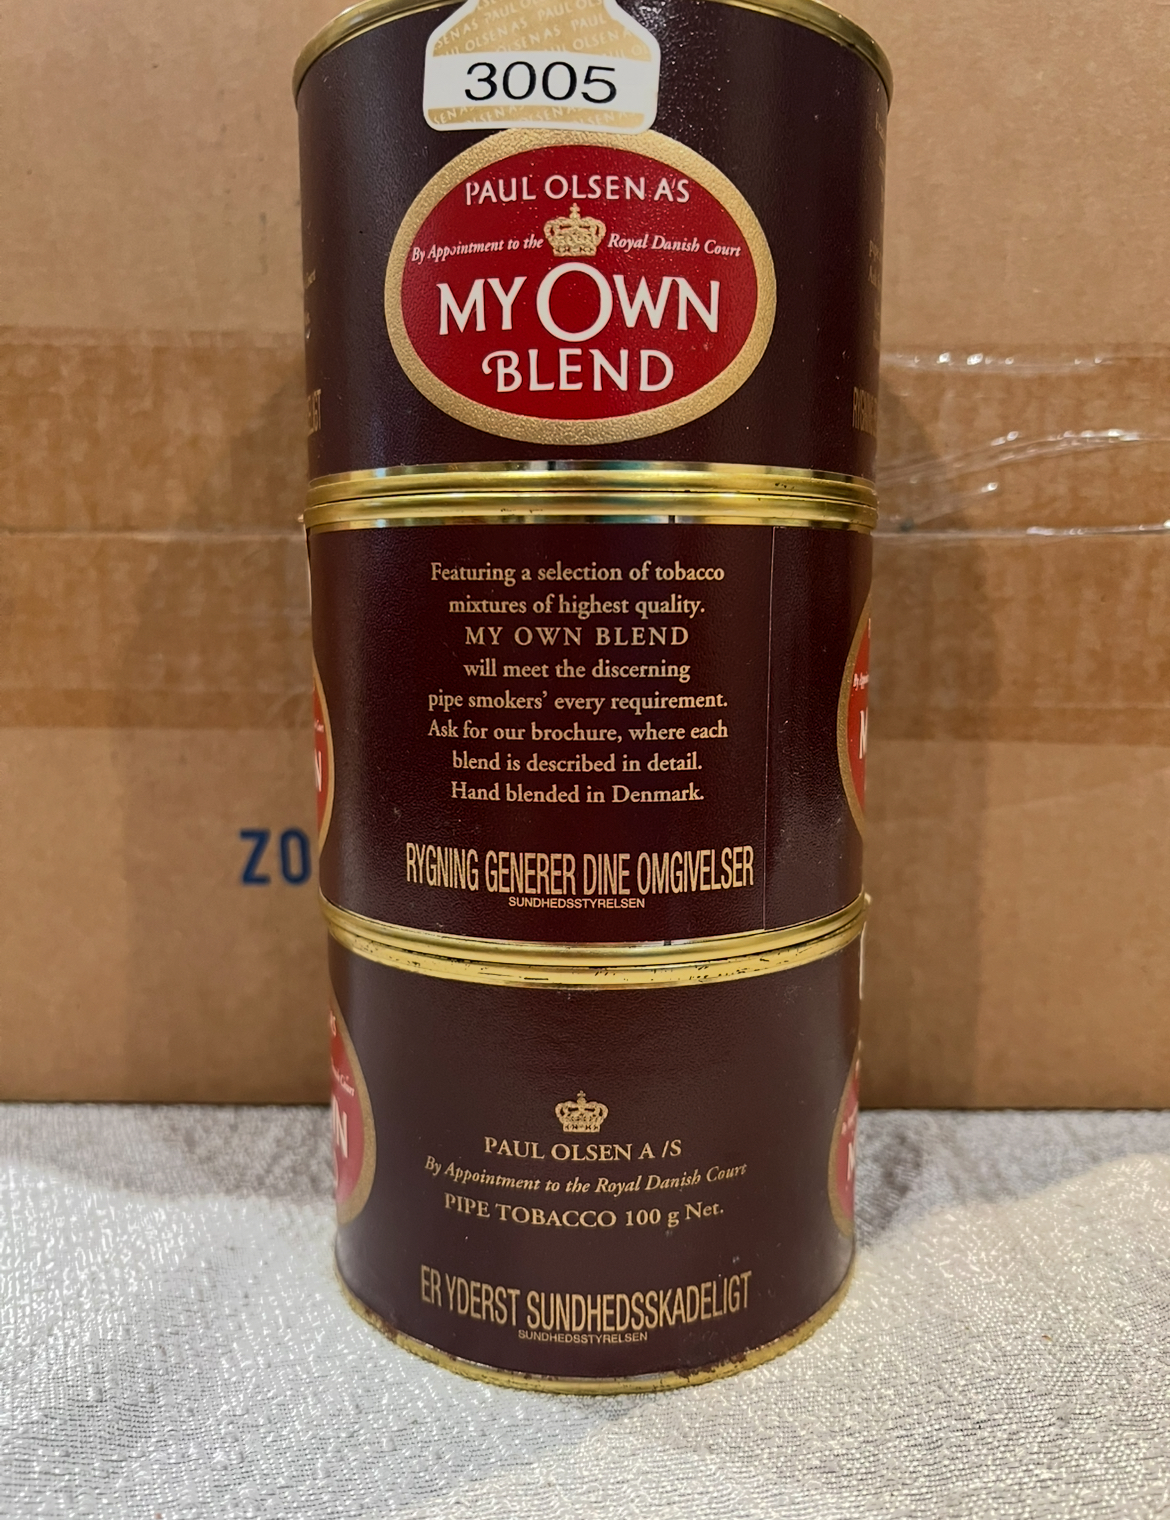 3005
PAUL OLSEN A'S
By Appointment to the Royal Danish Court
MY OWN
BLEND
Featuring a selection of tobacco
mixtures of highest quality.
MY OWN BLEND
will meet the discerning
pipe smokers' every requirement.
Ask for our brochure, where each
blend is described in detail.
Hand blended in Denmark.
RYGNING GENERER DINE OMGIVELSER
SUNDHEDSSTYRELSEN
ZO
PAUL OLSEN A/S
By Appointment to the Royal Danish Court
PIPE TOBACCO 100 g Net.
ER YDERST SUNDHEDSSKADELIGT
SUNDHEDSSTYRELSEN